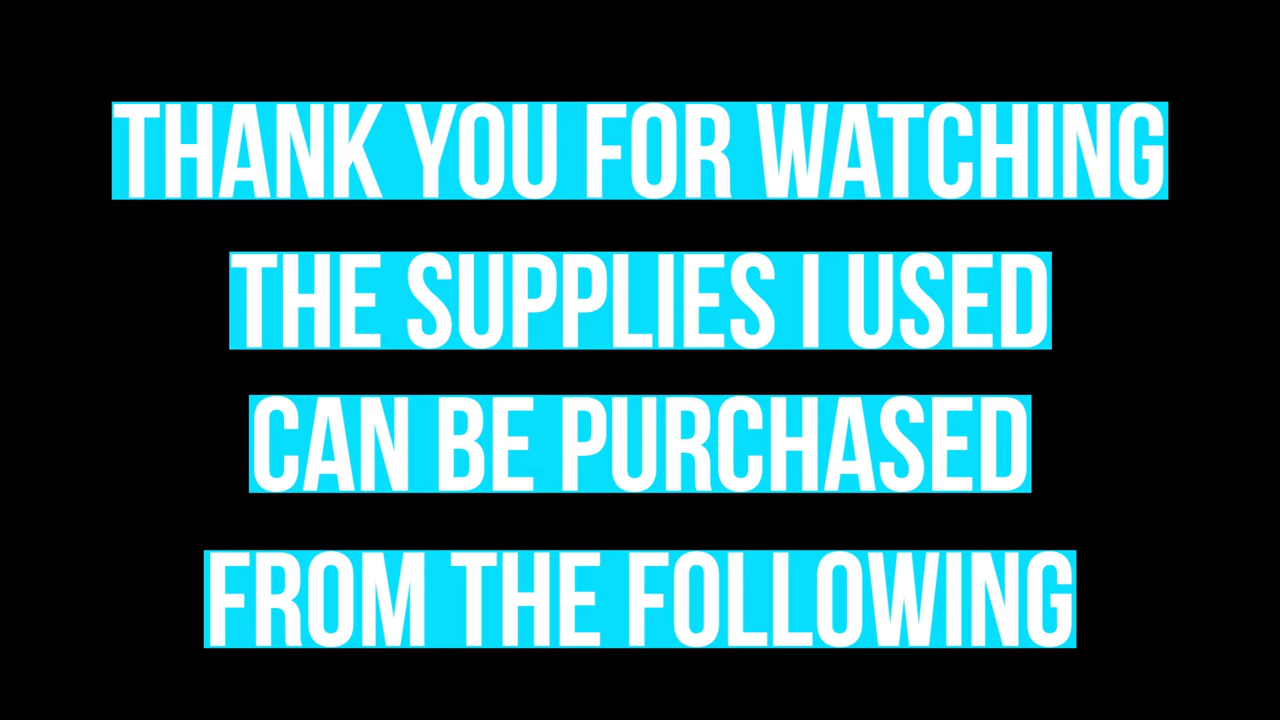 THANK YOU FOR WATCHING
THE SUPPLIES I USED
CAN BE PURCHASED
FROM THE FOLLOWING